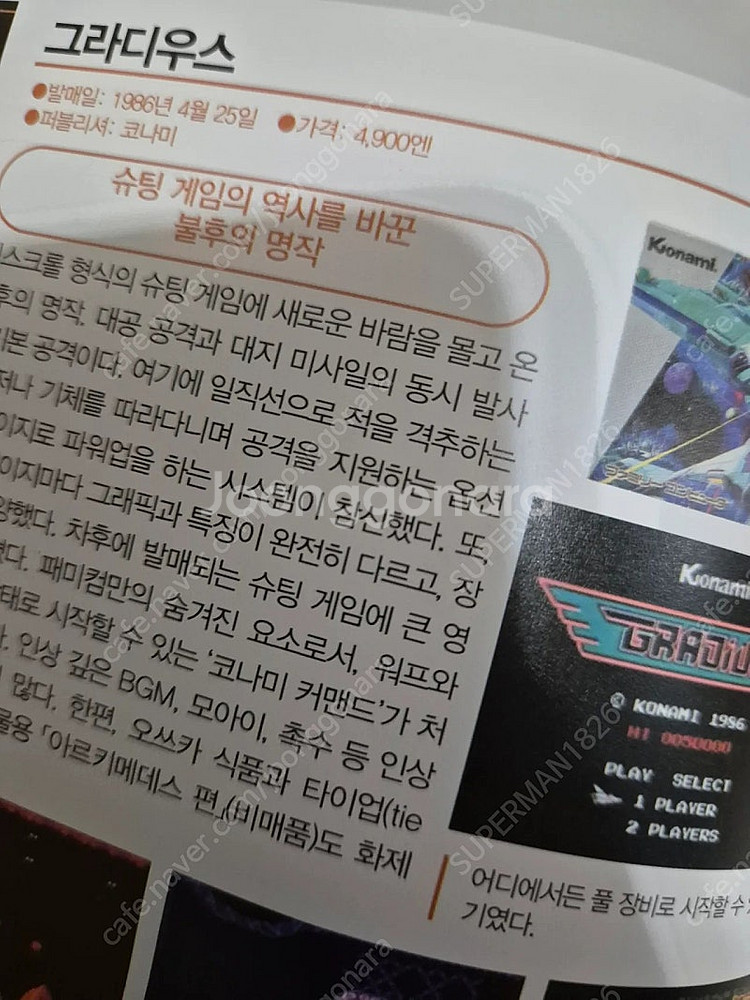 그라디우스
●발매일: 1986년 4월 25일 ●가격: 4,900엔
●퍼블리셔: 코나미
슈팅 게임의 역사를 바꾼
불후의 명작
스크롤 형식의 슈팅 게임에 새로운 바람을 몰고 온
후의 명작. 대공 공격과 대지 미사일의 동시 발사
기본 공격이다. 여기에 일직선으로 적을 격추하는
저나 기체를 따라다니며 공격을 지원하는 옵션
이지로 파워업을 하는 시스템이 참신했다. 또,
이지마다 그래픽과 특징이 완전히 다르고, 장
양했다. 차후에 발매되는 슈팅 게임에 큰 영
다. 패미컴만의 숨겨진 요소로서, 워프와
태로 시작할 수 있는 '코나미 커맨드'가 처
인상 깊은 BGM, 모아이, 촉수 등 인상
많다. 한편, 오쓰카 식품과 타이업(tie
물용 「아르키메데스 편」(비매품)도 화제
Konami
Konami
GRADIU
© KONAMI 1986
HI 0050000
PLAY SELECT
1 PLAYER
2 PLAYERS
어디에서든 풀 장비로 시작할 수
기였다.
Joonggonara
cafe.naver.com/joonggonara
SUPERMAN1826